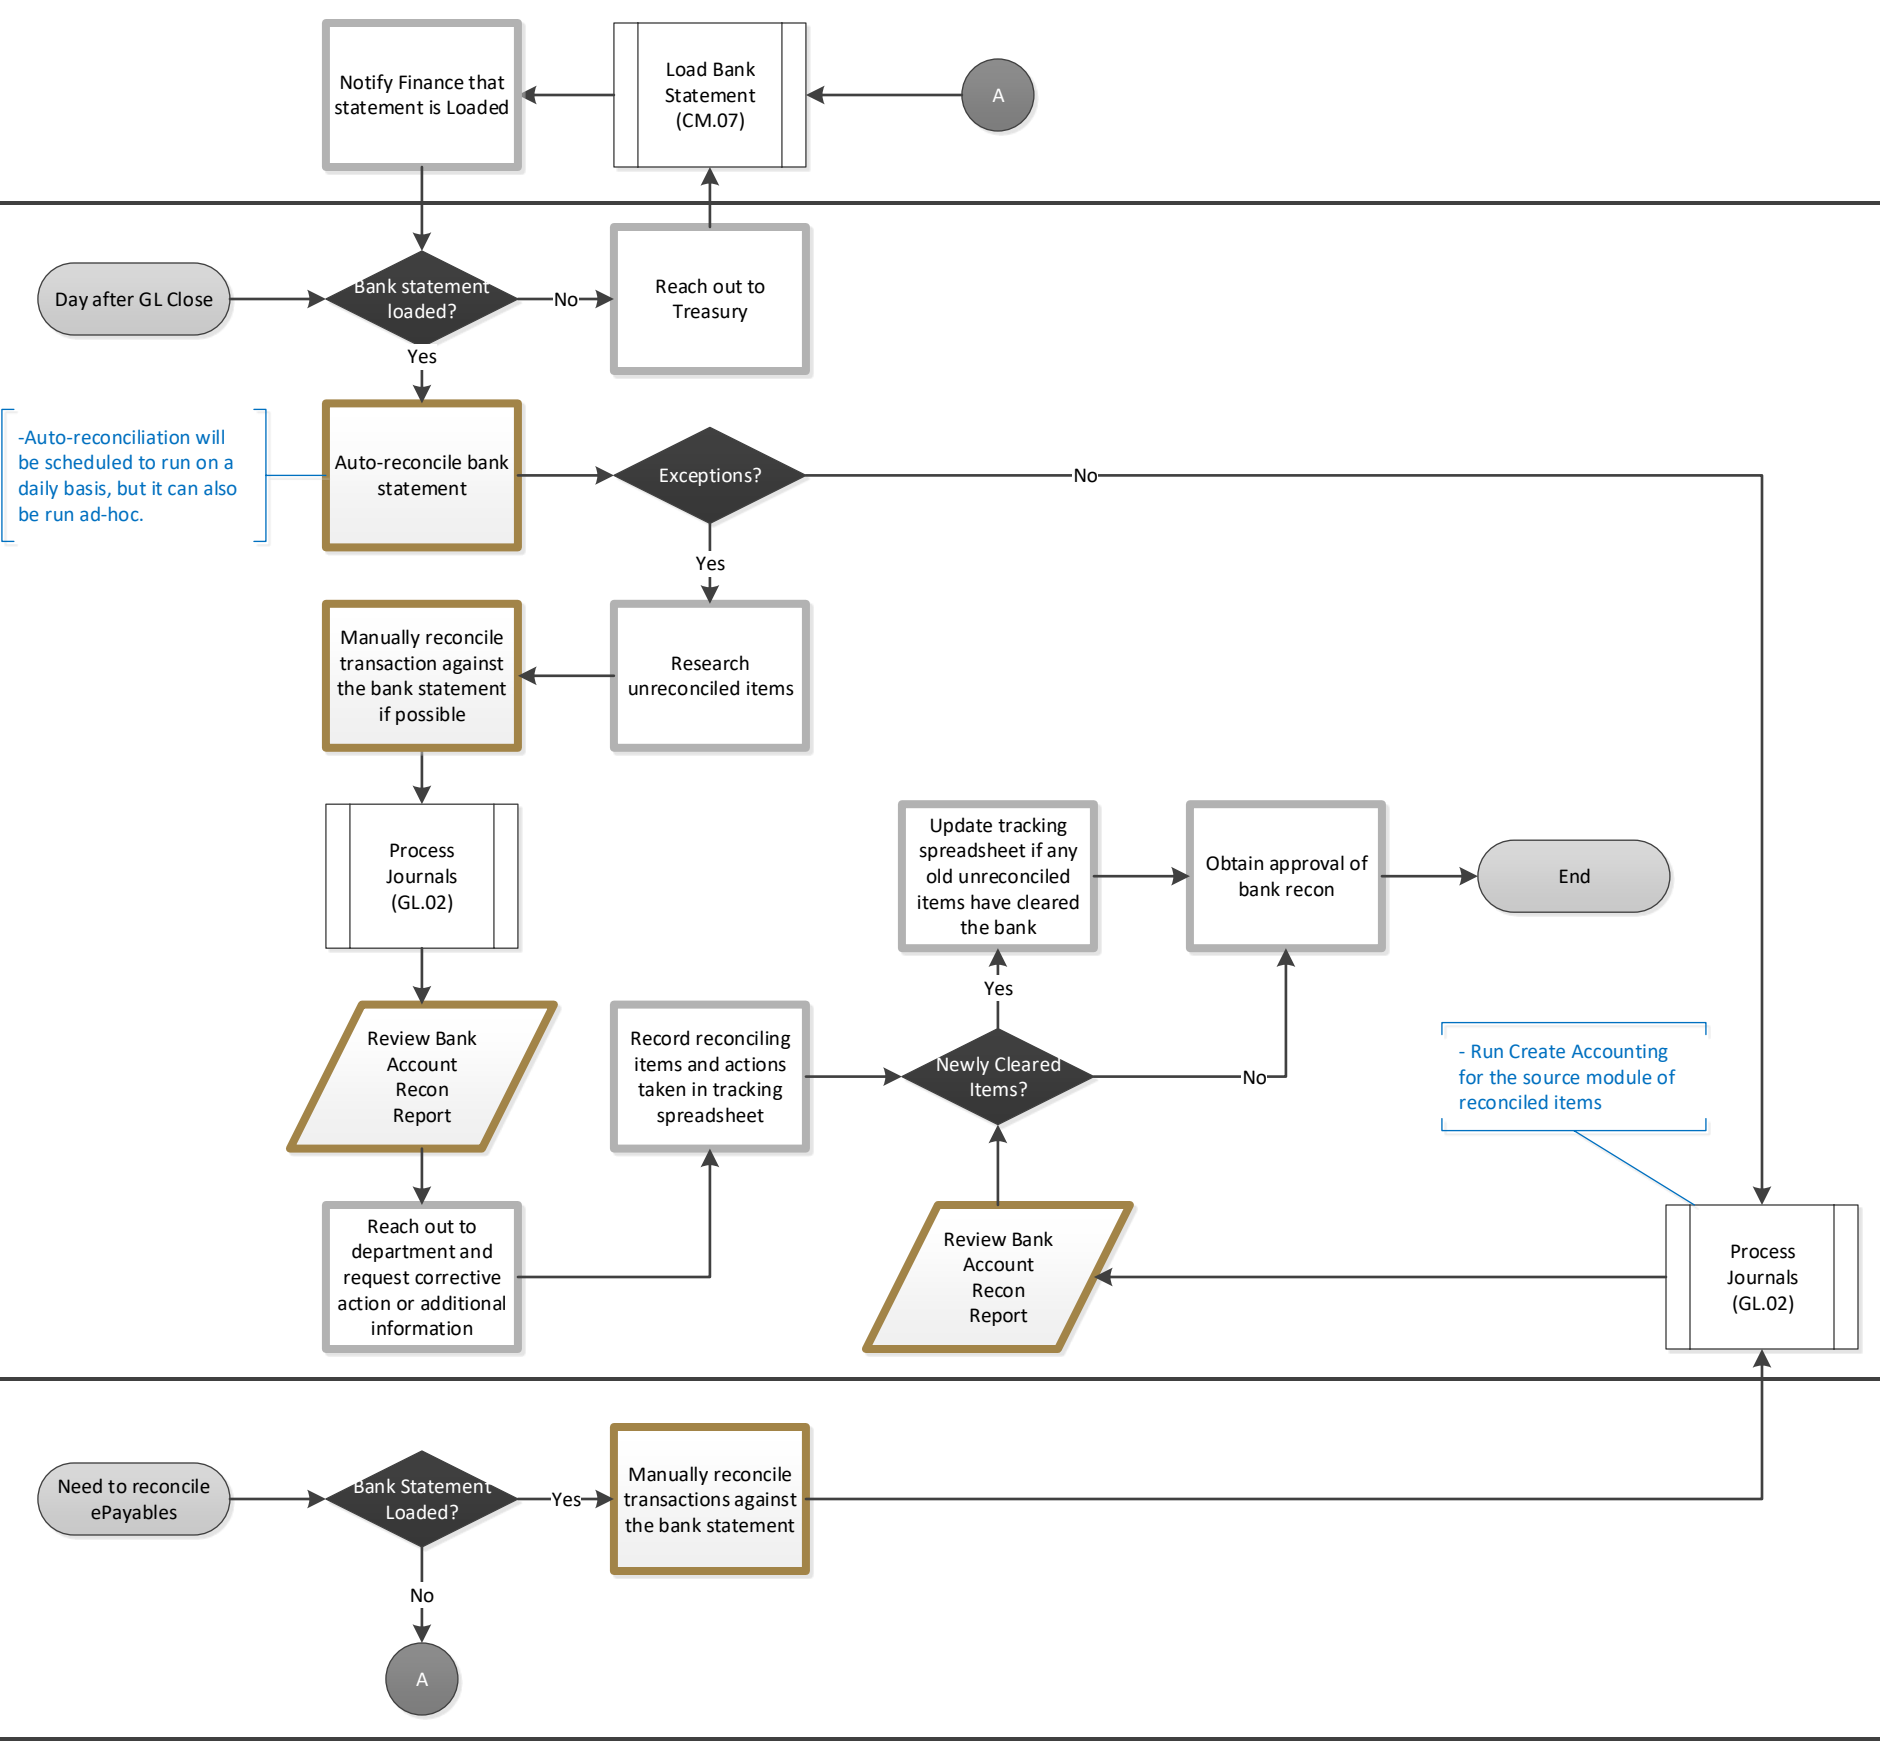 Notify Finance that
statement is Loaded
Load Bank
Statement
(CM.07)
A
Day after GL Close
Bank statement
loaded?
No
Reach out to
Treasury
Yes
-Auto-reconciliation will
be scheduled to run on a
daily basis, but it can also
be run ad-hoc.
Auto-reconcile bank
statement
Exceptions?
No
Yes
Manually reconcile
transaction against
the bank statement
if possible
Research
unreconciled items
Process
Journals
(GL.02)
Update tracking
spreadsheet if any
old unreconciled
items have cleared
the bank
Obtain approval of
bank recon
End
Yes
Review Bank
Account
Recon
Report
Record reconciling
items and actions
taken in tracking
spreadsheet
Newly Cleared
Items?
No
- Run Create Accounting
for the source module of
reconciled items
Reach out to
department and
request corrective
action or additional
information
Review Bank
Account
Recon
Report
Process
Journals
(GL.02)
Need to reconcile
ePayables
Bank Statement
Loaded?
Yes
Manually reconcile
transactions against
the bank statement
No
A